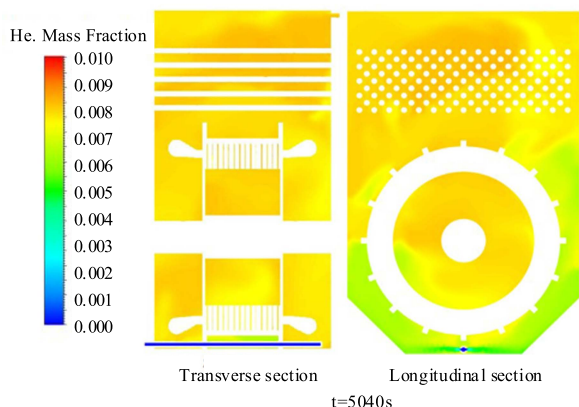 He. Mass Fraction
0.010
0.009
0.008
0.007
0.006
0.005
0.004
0.003
0.002
0.001
0.000
Transverse section
Longitudinal section
t=5040s